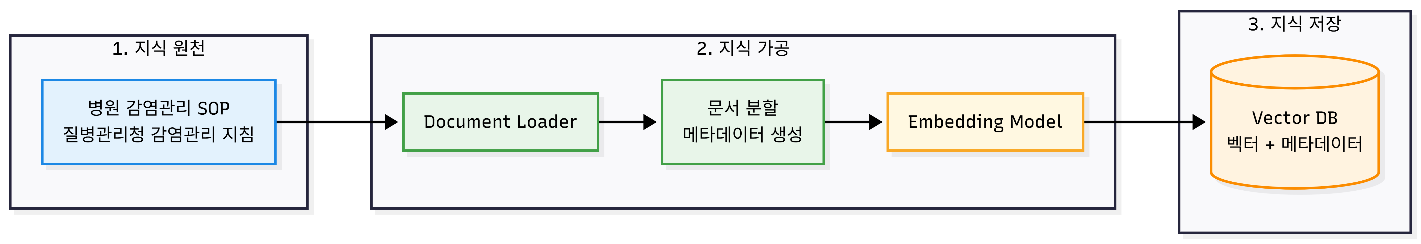 1. 지식 원천
병원 감염관리 SOP
질병관리청 감염관리 지침
2. 지식 가공
Document Loader
문서 분할
메타데이터 생성
Embedding Model
3. 지식 저장
Vector DB
벡터 + 메타데이터